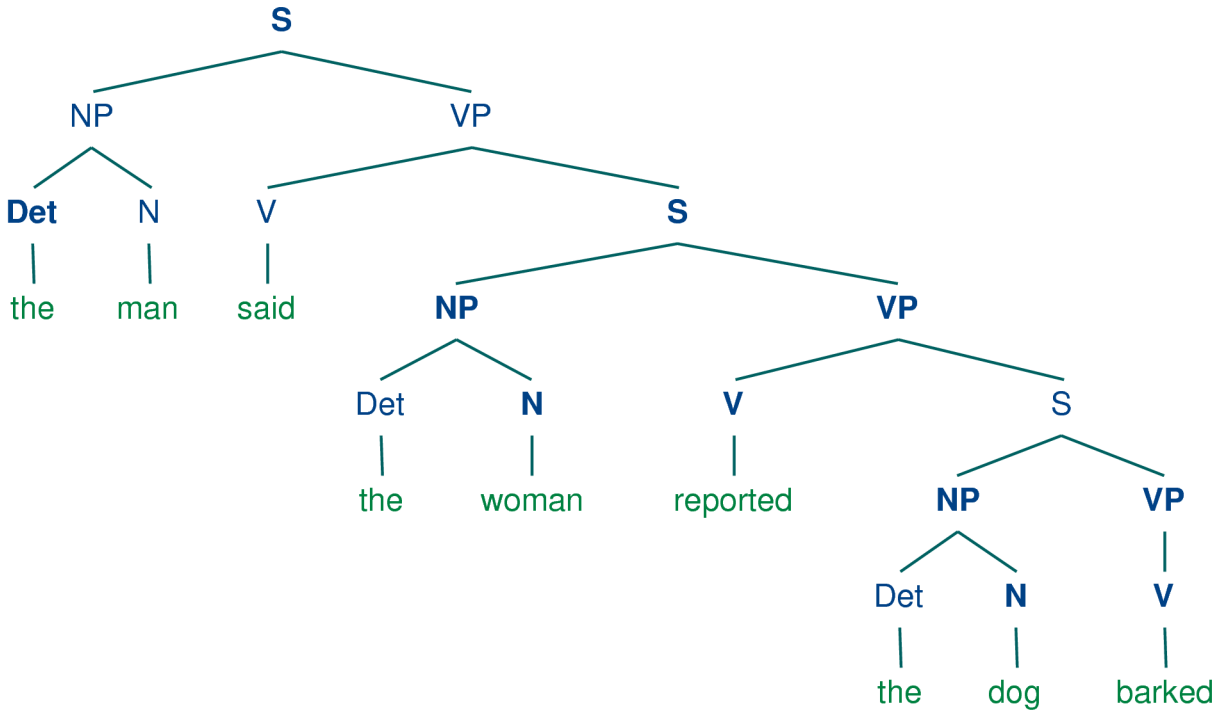 S
NP VP
Det N V S
the man said NP VP
Det N V S
the woman reported NP VP
Det N V
the dog barked